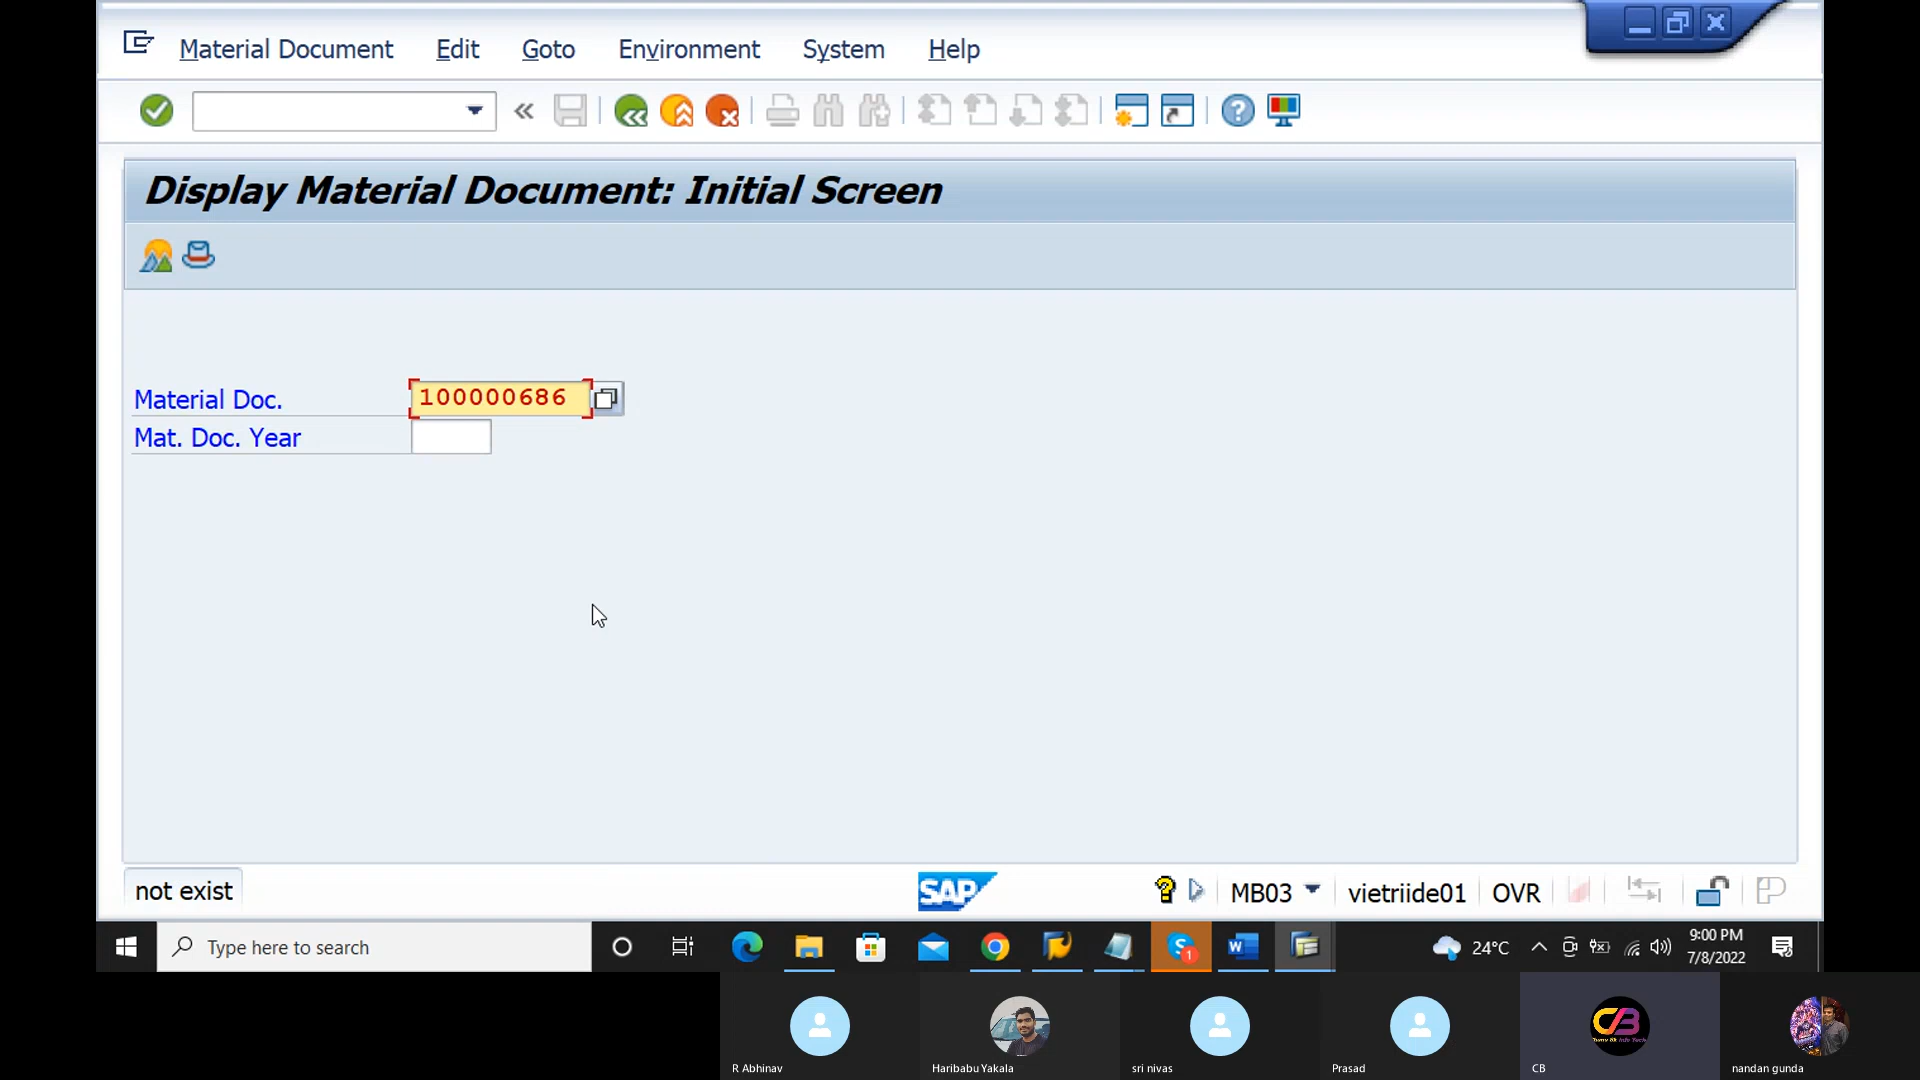 Material Document Edit Goto Environment System Help
Display Material Document: Initial Screen
Material Doc. 100000686
Mat. Doc. Year
not exist
SAP
MB03
vietriide01
OVR
Type here to search
24°C
9:00 PM
7/8/2022
R Abhinav
Haribabu Yakala
sri nivas
Prasad
CB
nandan gunda